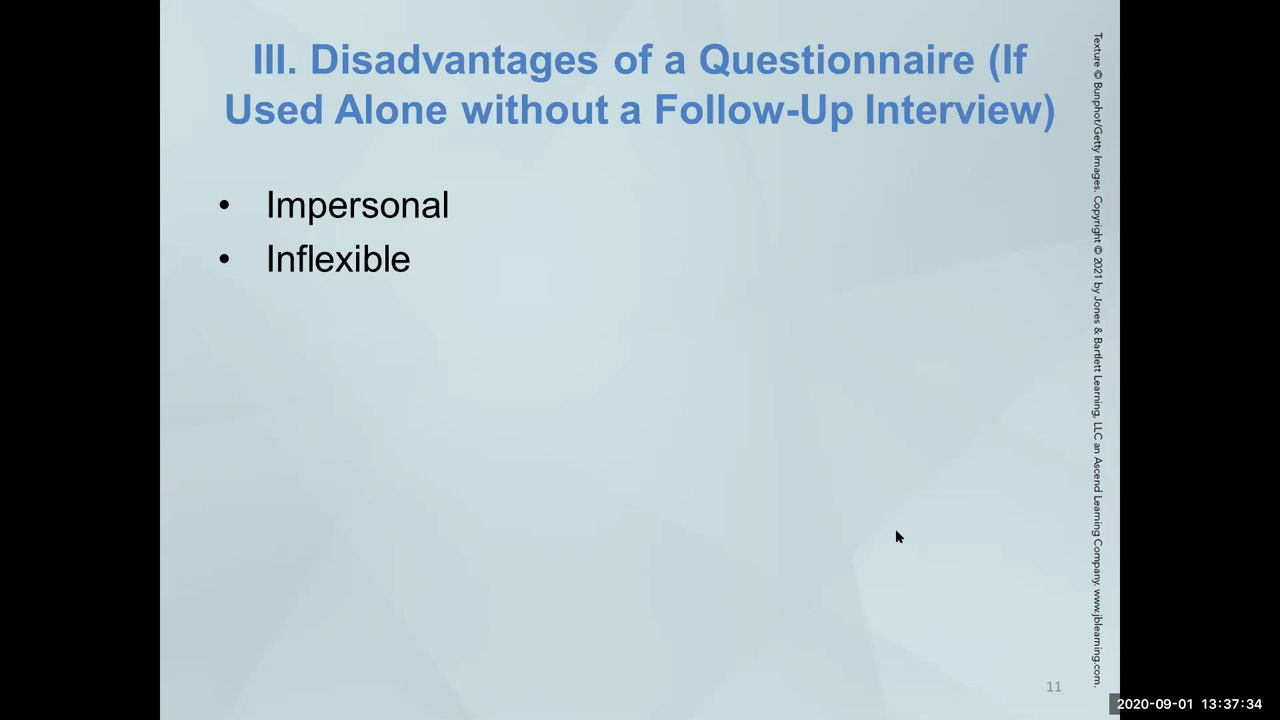 III. Disadvantages of a Questionnaire (If
Used Alone without a Follow-Up Interview)
• Impersonal
• Inflexible
Texture © Bunphot/Getty Images. Copyright © 2021 by Jones & Bartlett Learning, LLC an Ascend Learning Company. www.jblearning.com.
11
2020-09-01 13:37:34